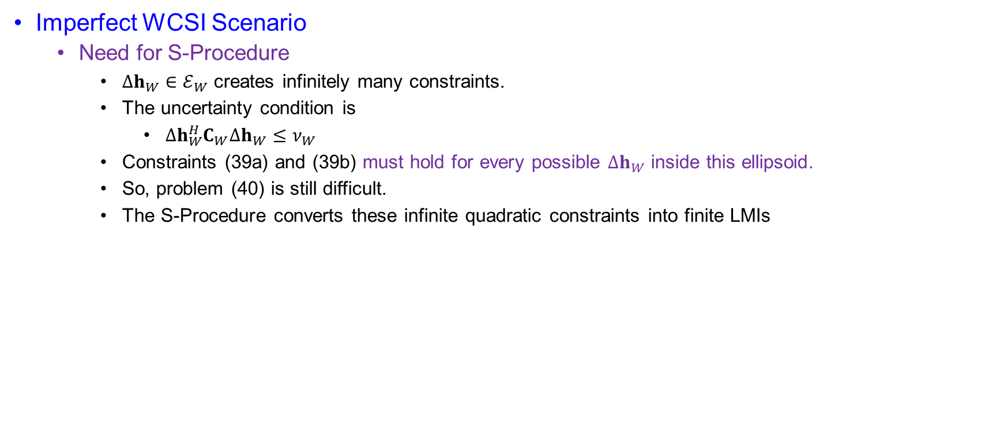 • Imperfect WCSI Scenario
• Need for S-Procedure
• Δ𝐡_W ∈ ℰ_W creates infinitely many constraints.
• The uncertainty condition is
• Δ𝐡_W^H 𝐂_W Δ𝐡_W ≤ ν_W
• Constraints (39a) and (39b) must hold for every possible Δ𝐡_W inside this ellipsoid.
• So, problem (40) is still difficult.
• The S-Procedure converts these infinite quadratic constraints into finite LMIs